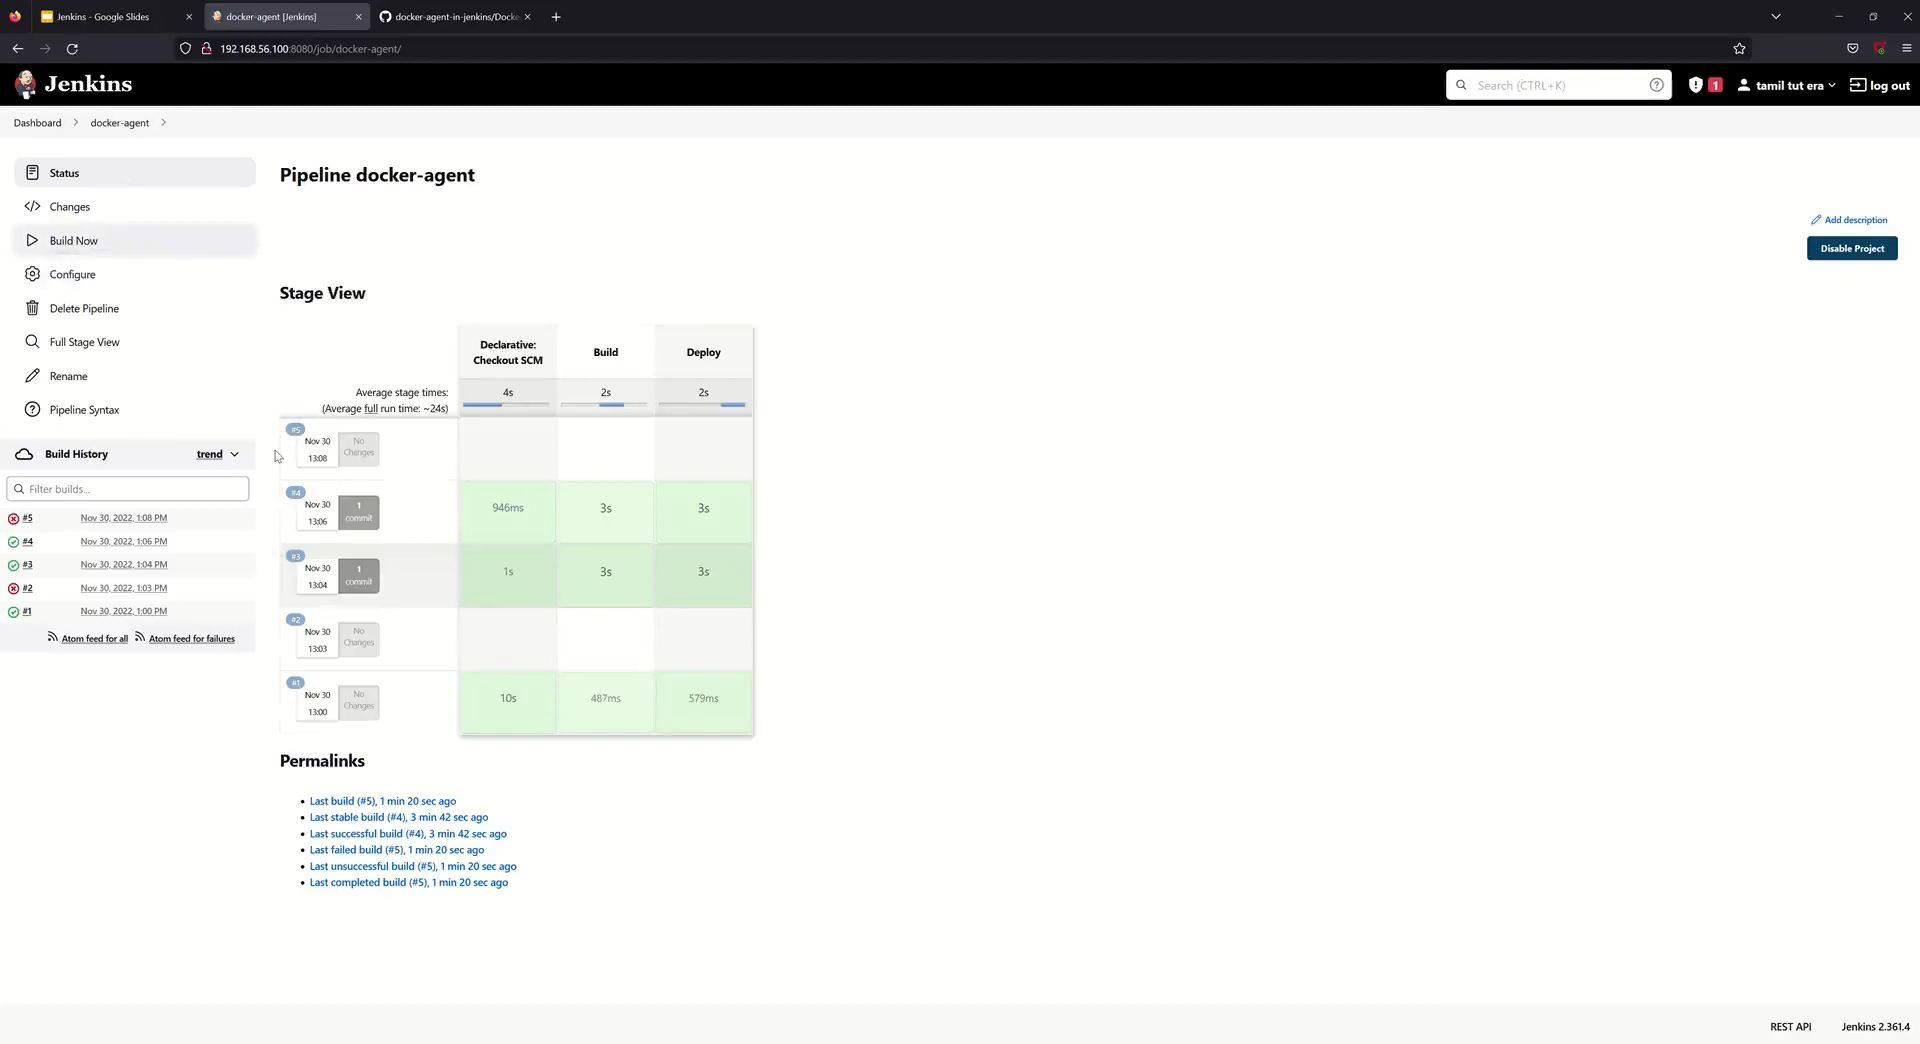 Jenkins - Google Slides
docker-agent [Jenkins]
docker-agent-in-jenkins/Docke
192.168.56.100:8080/job/docker-agent/
Jenkins
Search (CTRL+K)
1
tamil tut era
log out
Dashboard
docker-agent
Status
Changes
Build Now
Configure
Delete Pipeline
Full Stage View
Rename
Pipeline Syntax
Build History
trend
Filter builds...
#5 Nov 30, 2022, 1:08 PM
#4 Nov 30, 2022, 1:06 PM
#3 Nov 30, 2022, 1:04 PM
#2 Nov 30, 2022, 1:03 PM
#1 Nov 30, 2022, 1:00 PM
Atom feed for all Atom feed for failures
Pipeline docker-agent
Add description
Disable Project
Stage View
Declarative:
Checkout SCM
Build
Deploy
Average stage times:
(Average full run time: ~24s)
4s
2s
2s
#5
Nov 30
13:08
No
Changes
#4
Nov 30
13:06
1
commit
946ms
3s
3s
#3
Nov 30
13:04
1
commit
1s
3s
3s
#2
Nov 30
13:03
No
Changes
#1
Nov 30
13:00
No
Changes
10s
487ms
579ms
Permalinks
Last build (#5), 1 min 20 sec ago
Last stable build (#4), 3 min 42 sec ago
Last successful build (#4), 3 min 42 sec ago
Last failed build (#5), 1 min 20 sec ago
Last unsuccessful build (#5), 1 min 20 sec ago
Last completed build (#5), 1 min 20 sec ago
REST API
Jenkins 2.361.4